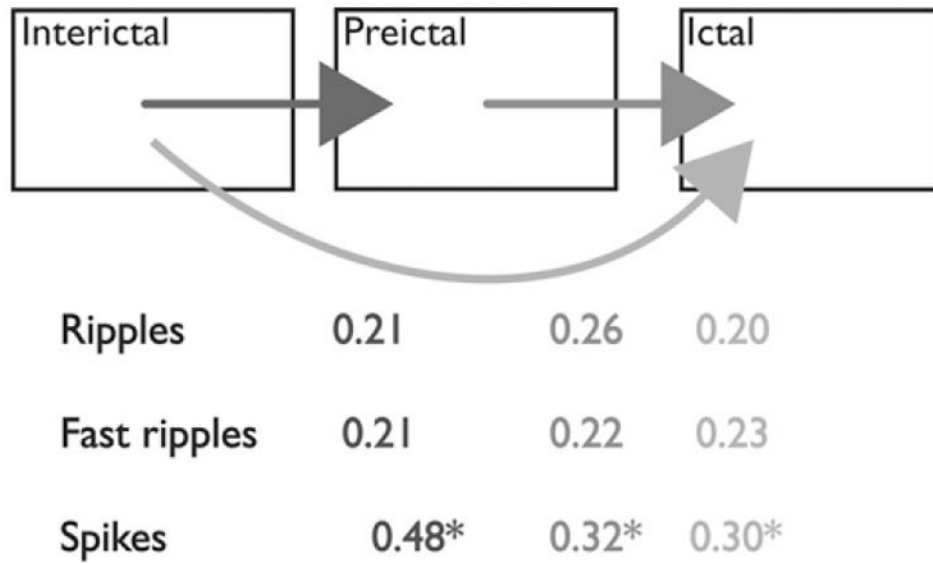 Interictal Preictal Ictal
Ripples 0.21 0.26 0.20
Fast ripples 0.21 0.22 0.23
Spikes 0.48* 0.32* 0.30*